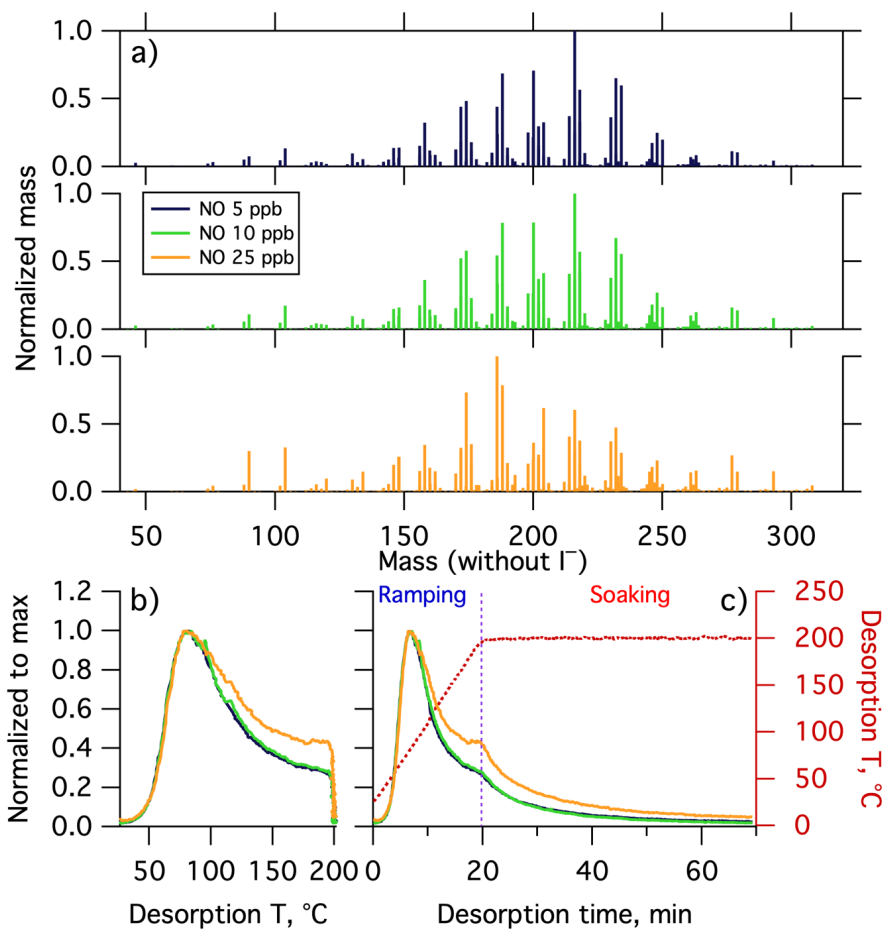 a)
1.0
0.5
0.0
1.0
0.5
0.0
1.0
0.5
0.0
Normalized mass
NO 5 ppb
NO 10 ppb
NO 25 ppb
50 100 150 200 250 300
Mass (without I⁻)
b)
1.2
1.0
0.8
0.6
0.4
0.2
0.0
Normalized to max
50 100 150 200
Desorption T, °C
Ramping Soaking c)
250
200
150
100
50
0
Desorption T, °C
0 20 40 60
Desorption time, min